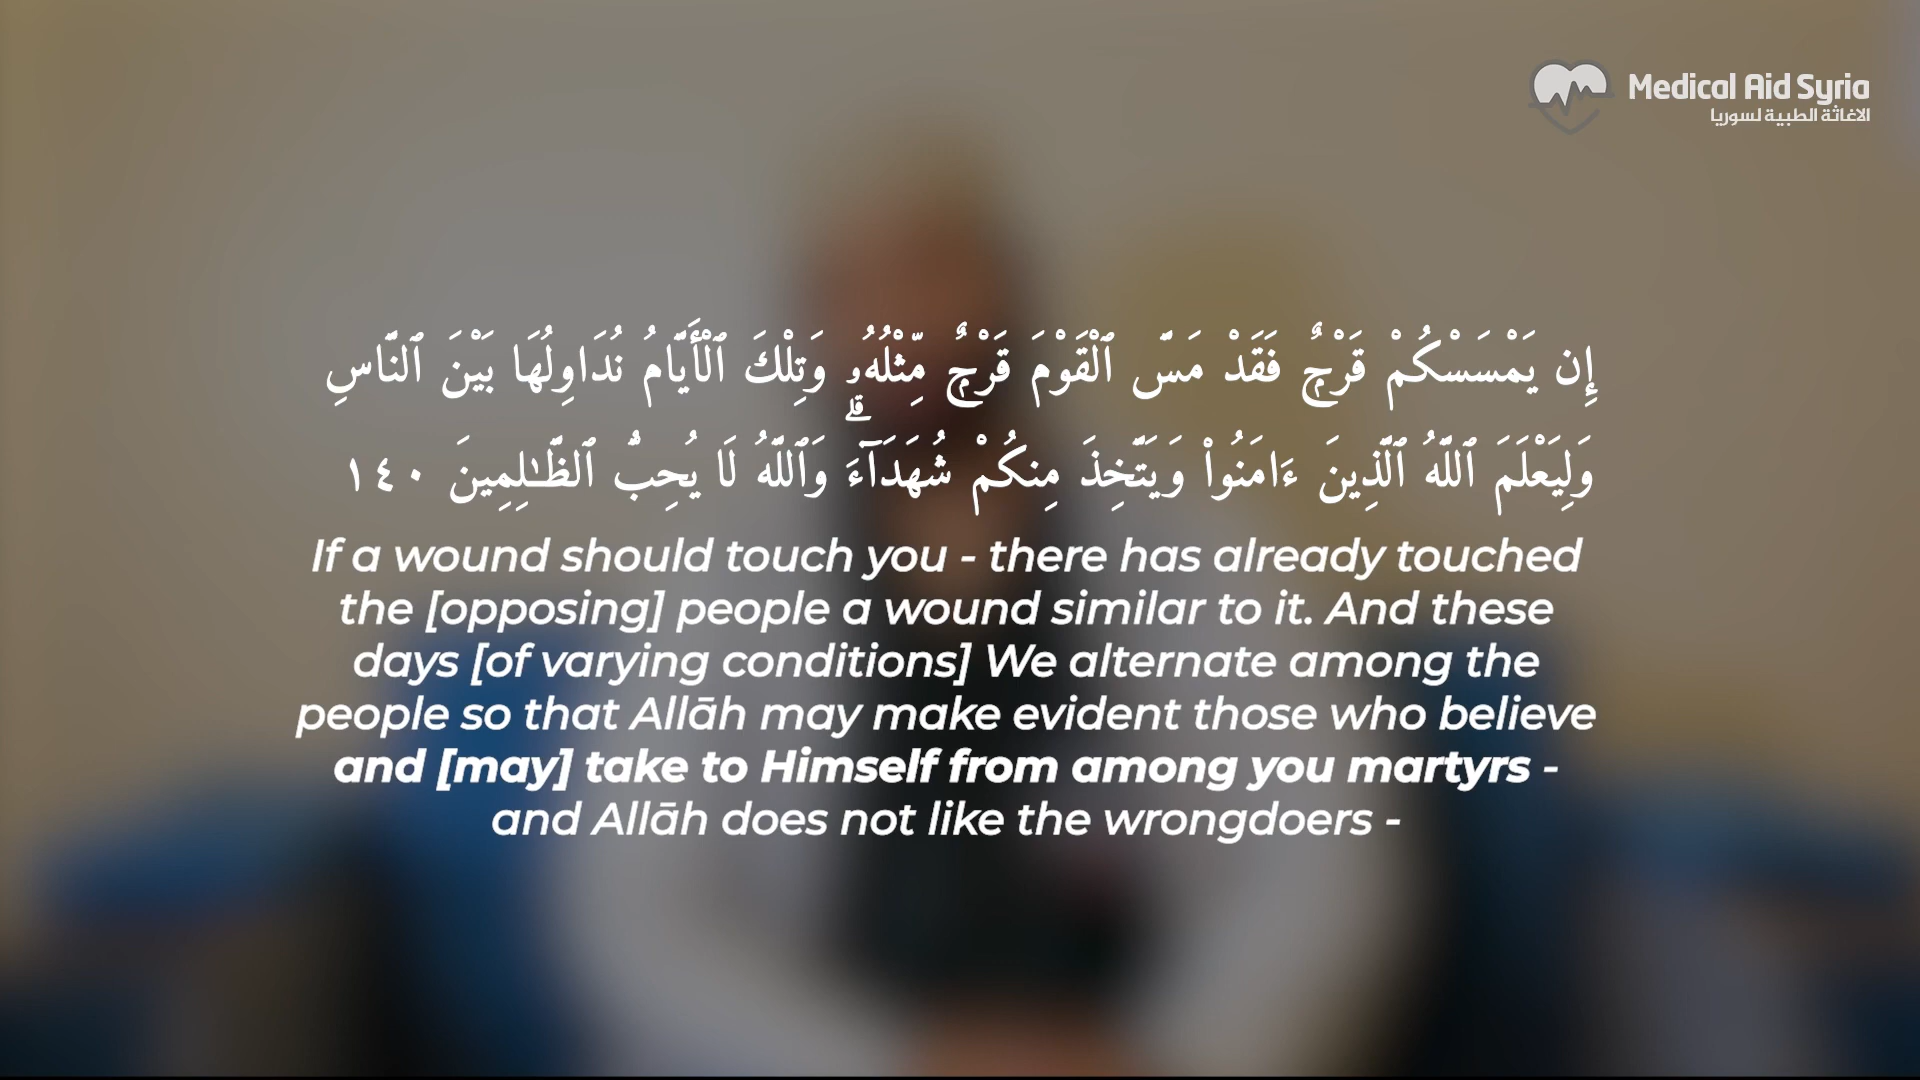 Medical Aid Syria
الاغاثة الطبية لسوريا
إِن يَمْسَسْكُمْ قَرْحٌ فَقَدْ مَسَّ ٱلْقَوْمَ قَرْحٌ مِّثْلُهُۥ وَتِلْكَ ٱلْأَيَّامُ نُدَاوِلُهَا بَيْنَ ٱلنَّاسِ
وَلِيَعْلَمَ ٱللَّهُ ٱلَّذِينَ ءَامَنُوا۟ وَيَتَّخِذَ مِنكُمْ شُهَدَآءَ ۗ وَٱللَّهُ لَا يُحِبُّ ٱلظَّـٰلِمِينَ ١٤٠
If a wound should touch you - there has already touched
the [opposing] people a wound similar to it. And these
days [of varying conditions] We alternate among the
people so that Allāh may make evident those who believe
and [may] take to Himself from among you martyrs -
and Allāh does not like the wrongdoers -